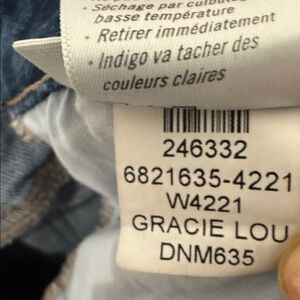 - Séchage par culbutage
basse température
- Retirer immédiatement
- Indigo va tacher des
couleurs claires
246332
6821635-4221
W4221
GRACIE LOU
DNM635